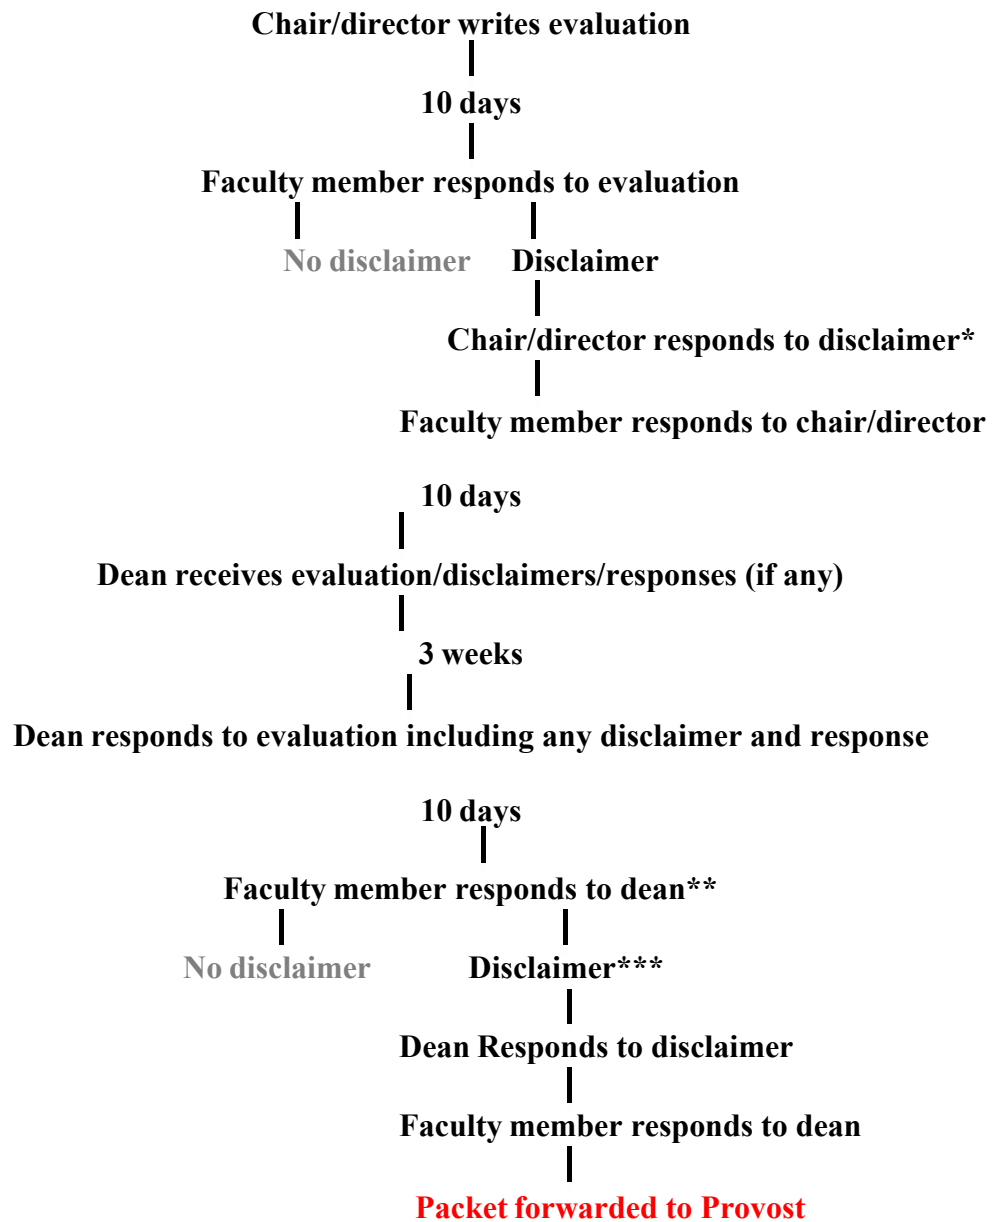 Chair/director writes evaluation
10 days
Faculty member responds to evaluation
No disclaimer Disclaimer
Chair/director responds to disclaimer*
Faculty member responds to chair/director
10 days
Dean receives evaluation/disclaimers/responses (if any)
3 weeks
Dean responds to evaluation including any disclaimer and response
10 days
Faculty member responds to dean**
No disclaimer Disclaimer***
Dean Responds to disclaimer
Faculty member responds to dean
Packet forwarded to Provost